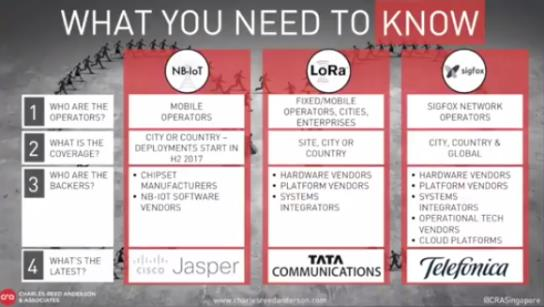 WHAT YOU NEED TO KNOW
NB-IoT
LoRa
sigfox
1
WHO ARE THE
OPERATORS?
MOBILE
OPERATORS
FIXED/MOBILE
OPERATORS, CITIES,
ENTERPRISES
SIGFOX NETWORK
OPERATORS
2
WHAT IS THE
COVERAGE?
CITY OR COUNTRY –
DEPLOYMENTS START IN
H2 2017
SITE, CITY OR
COUNTRY
CITY, COUNTRY &
GLOBAL
3
WHO ARE THE
BACKERS?
• CHIPSET
MANUFACTURERS
• NB-IOT SOFTWARE
VENDORS
• HARDWARE VENDORS
• PLATFORM VENDORS
• SYSTEMS
INTEGRATORS
• HARDWARE VENDORS
• PLATFORM VENDORS
• SYSTEMS
INTEGRATORS
• OPERATIONAL TECH
VENDORS
• CLOUD PLATFORMS
4
WHAT'S THE
LATEST?
CISCO Jasper
TATA
COMMUNICATIONS
Telefónica
cra
CHARLES REED ANDERSON
& ASSOCIATES
www.charlesreedanderson.com
@CRASingapore